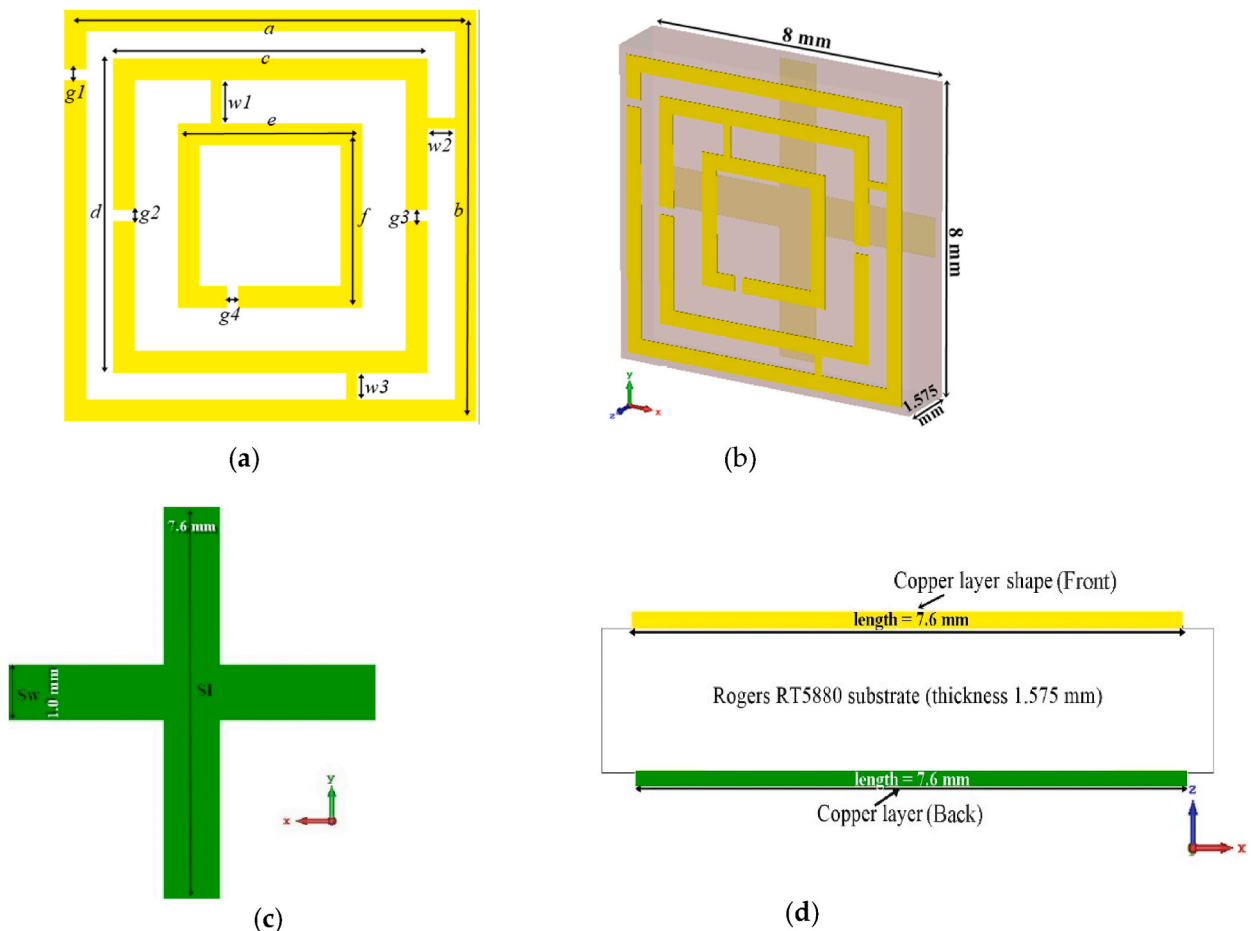 a
c
g1
w1
e
w2
d
g2
f
g3
b
g4
w3
(a)
8 mm
8 mm
1.575
mm
y
z
x
(b)
7.6 mm
Sw
1.0 mm
Sl
y
x
(c)
Copper layer shape (Front)
length = 7.6 mm
Rogers RT5880 substrate (thickness 1.575 mm)
length = 7.6 mm
Copper layer (Back)
z
y
x
(d)